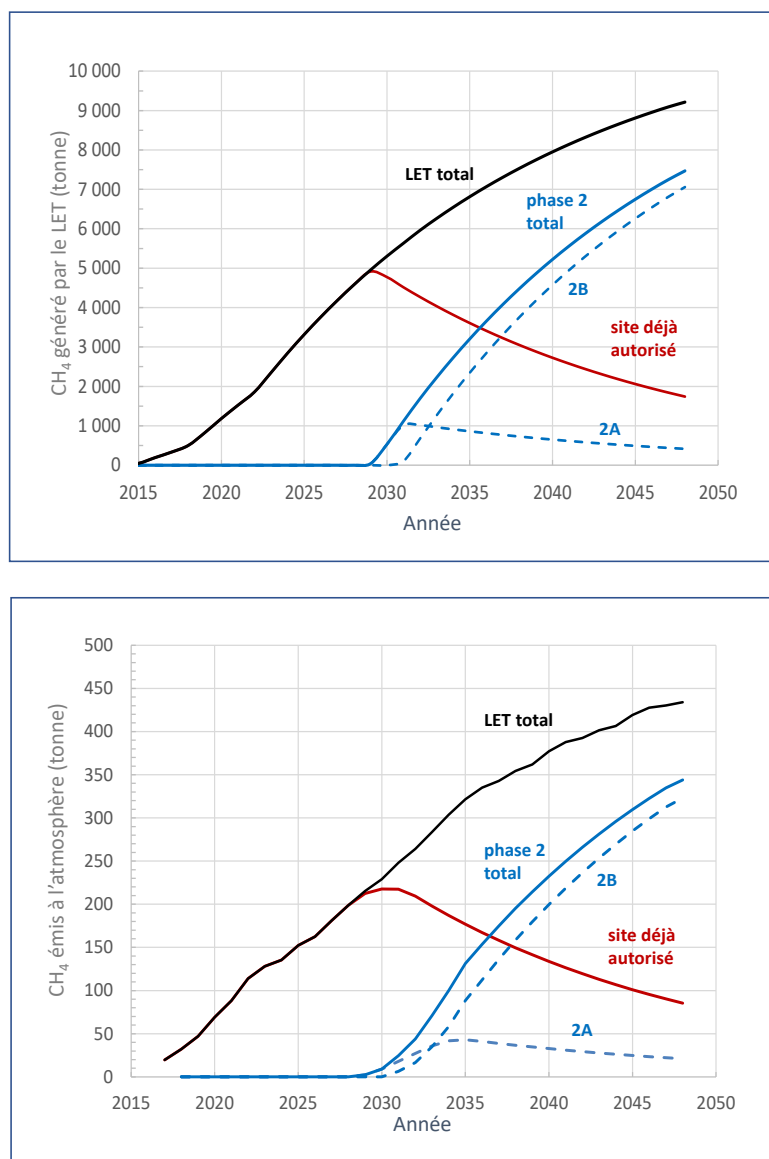 CH₄ généré par le LET (tonne)
10 000
9 000
8 000
7 000
6 000
5 000
4 000
3 000
2 000
1 000
0
LET total
phase 2
total
2B
site déjà
autorisé
2A
2015 2020 2025 2030 2035 2040 2045 2050
Année
CH₄ émis à l'atmosphère (tonne)
500
450
400
350
300
250
200
150
100
50
0
LET total
phase 2
total
2B
site déjà
autorisé
2A
2015 2020 2025 2030 2035 2040 2045 2050
Année